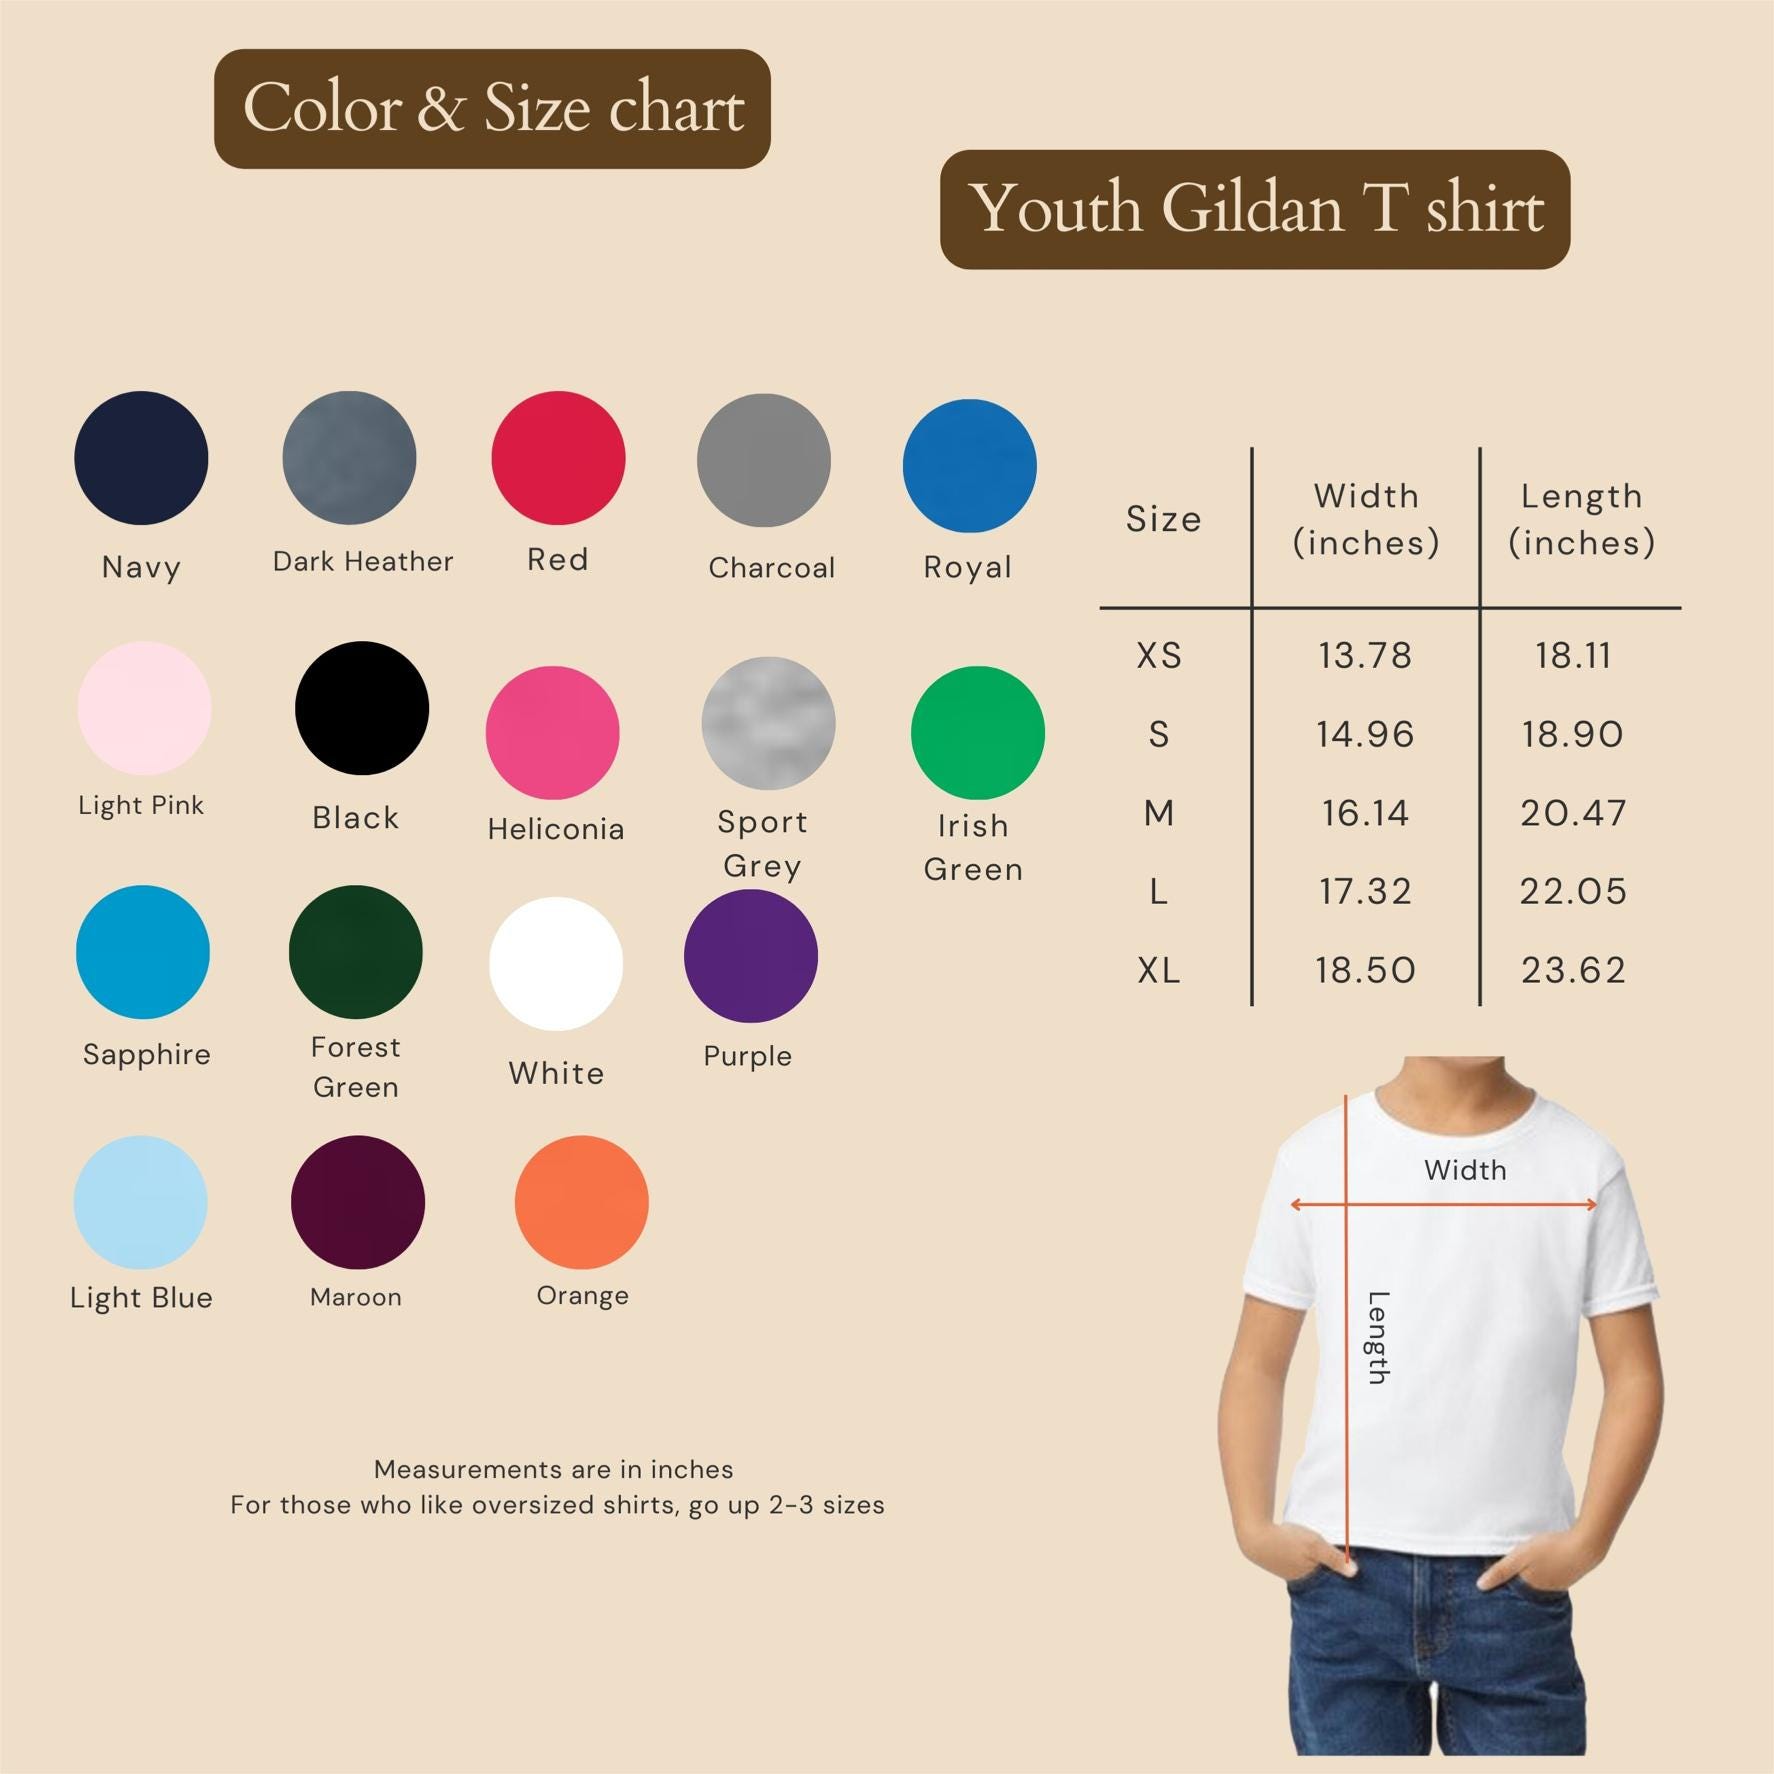 Color & Size chart
Youth Gildan T shirt
Navy
Dark Heather
Red
Charcoal
Royal
Light Pink
Black
Heliconia
Sport
Grey
Irish
Green
Sapphire
Forest
Green
White
Purple
Light Blue
Maroon
Orange
Measurements are in inches
For those who like oversized shirts, go up 2-3 sizes
Size Width (inches) Length (inches)
XS 13.78 18.11
S 14.96 18.90
M 16.14 20.47
L 17.32 22.05
XL 18.50 23.62
Width
Length